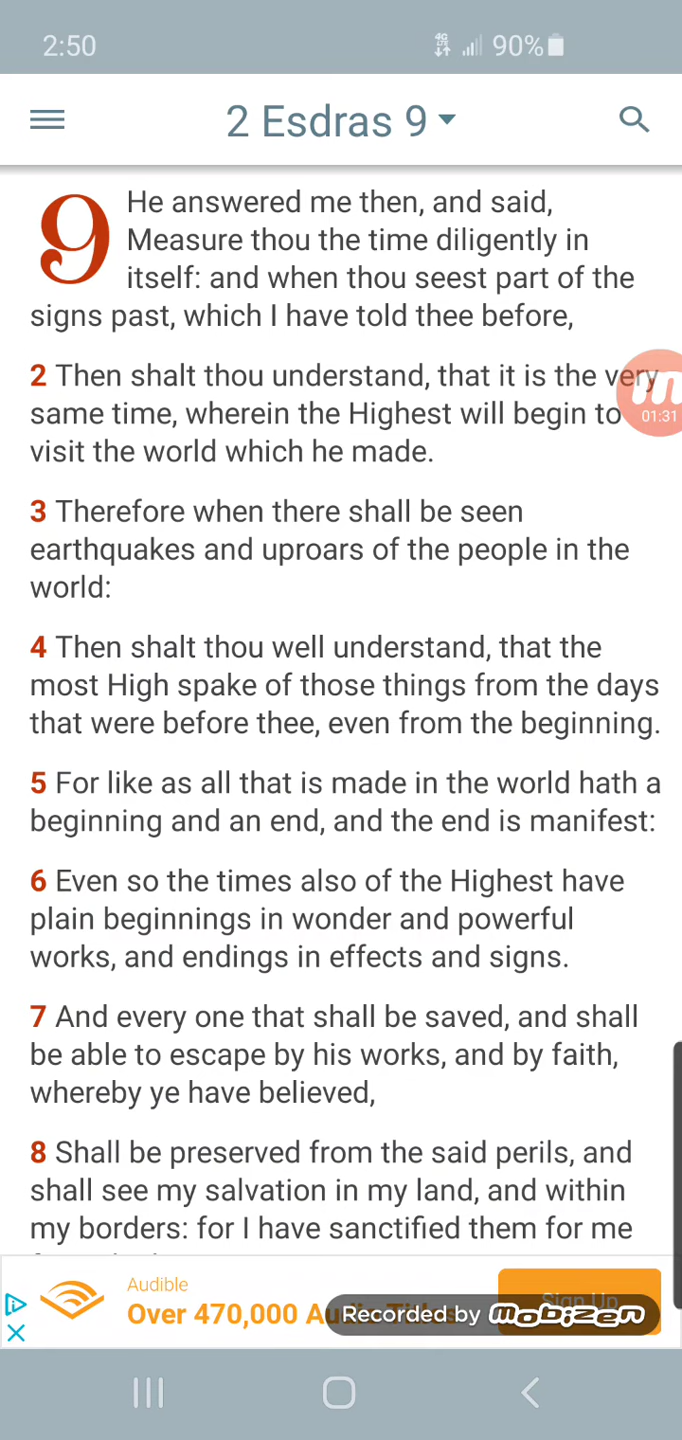 2:50
4G LTE 90%
2 Esdras 9
9 He answered me then, and said,
Measure thou the time diligently in
itself: and when thou seest part of the
signs past, which I have told thee before,
2 Then shalt thou understand, that it is the very
same time, wherein the Highest will begin to
visit the world which he made.
m
01:31
3 Therefore when there shall be seen
earthquakes and uproars of the people in the
world:
4 Then shalt thou well understand, that the
most High spake of those things from the days
that were before thee, even from the beginning.
5 For like as all that is made in the world hath a
beginning and an end, and the end is manifest:
6 Even so the times also of the Highest have
plain beginnings in wonder and powerful
works, and endings in effects and signs.
7 And every one that shall be saved, and shall
be able to escape by his works, and by faith,
whereby ye have believed,
8 Shall be preserved from the said perils, and
shall see my salvation in my land, and within
my borders: for I have sanctified them for me
Audible
Over 470,000
Sign Up
Recorded by mobizen